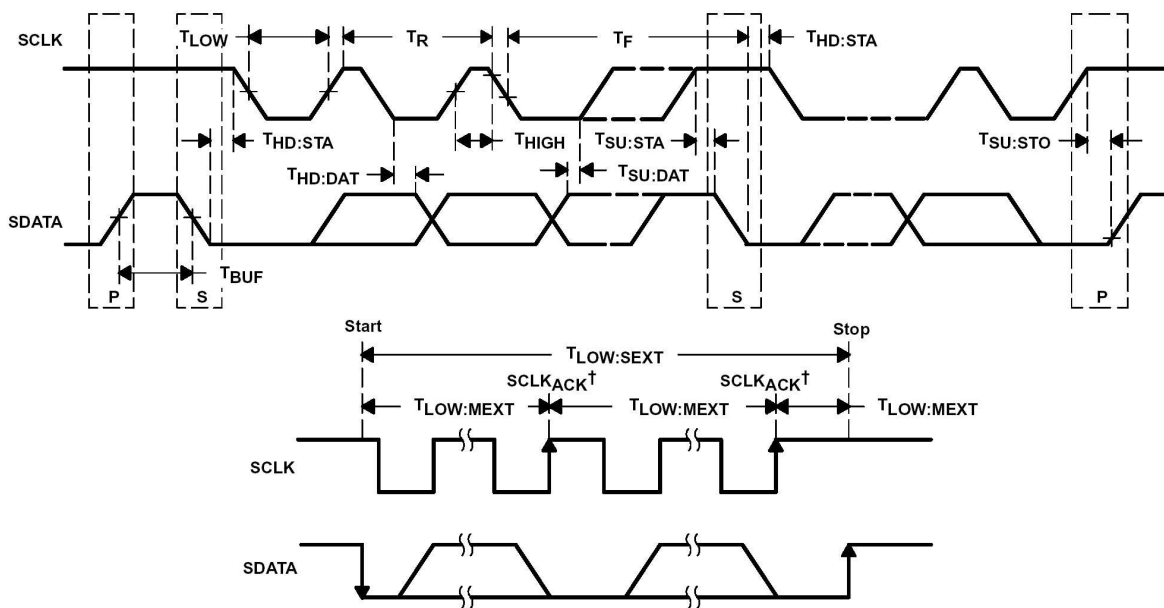 SCLK
TLOW
TR
TF
THD:STA
THD:STA
THIGH
TSU:STA
TSU:STO
THD:DAT
TSU:DAT
SDATA
TBUF
P
S
S
P
Start
Stop
TLOW:SEXT
SCLKACK†
SCLKACK†
TLOW:MEXT
TLOW:MEXT
TLOW:MEXT
SCLK
SDATA